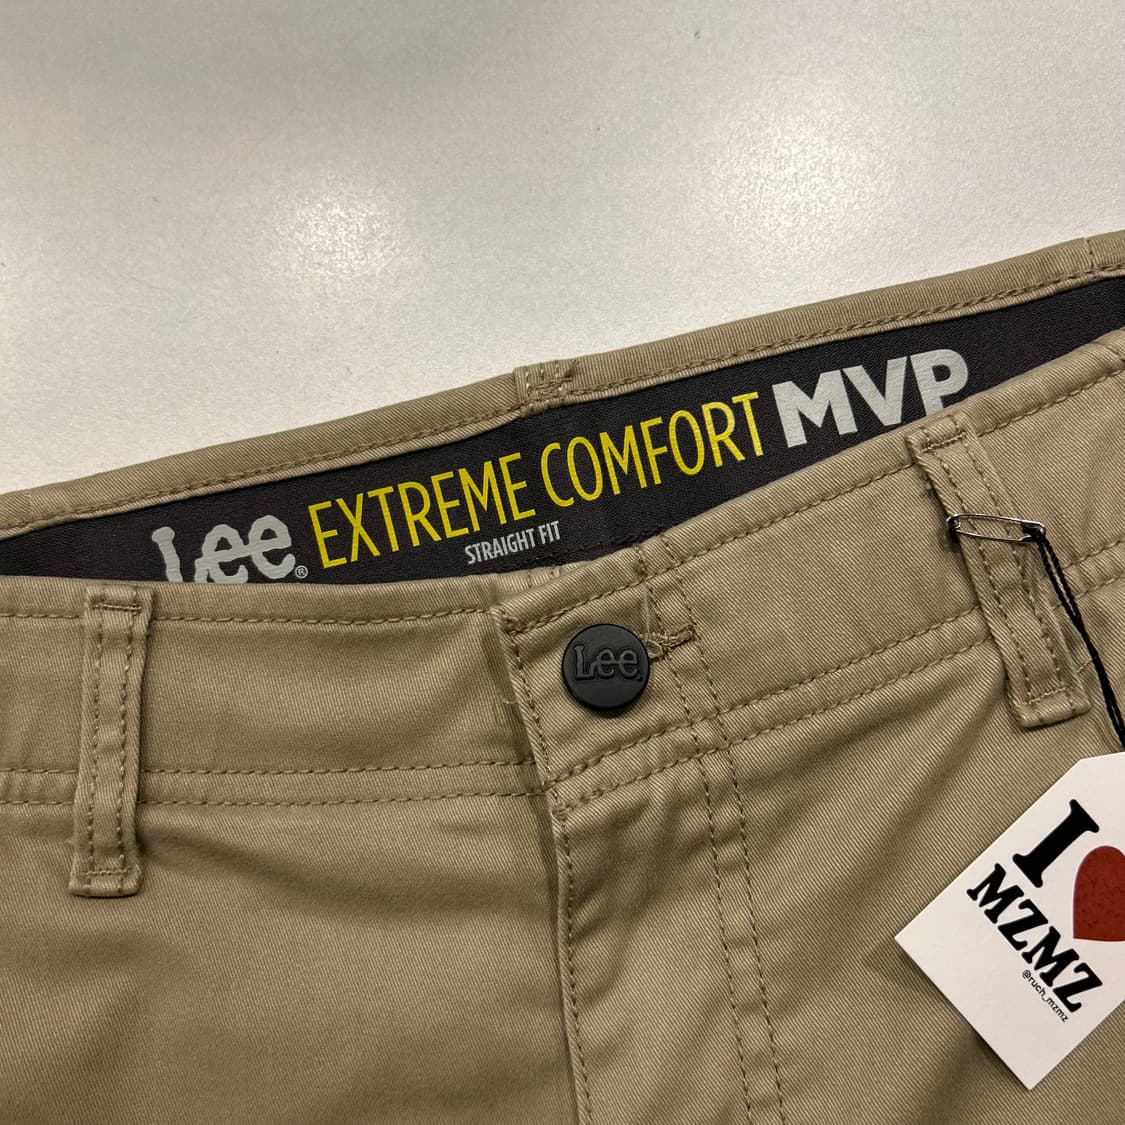 Lee® EXTREME COMFORT MVP
STRAIGHT FIT
Lee
I
MZMZ
@ruch_mzmz